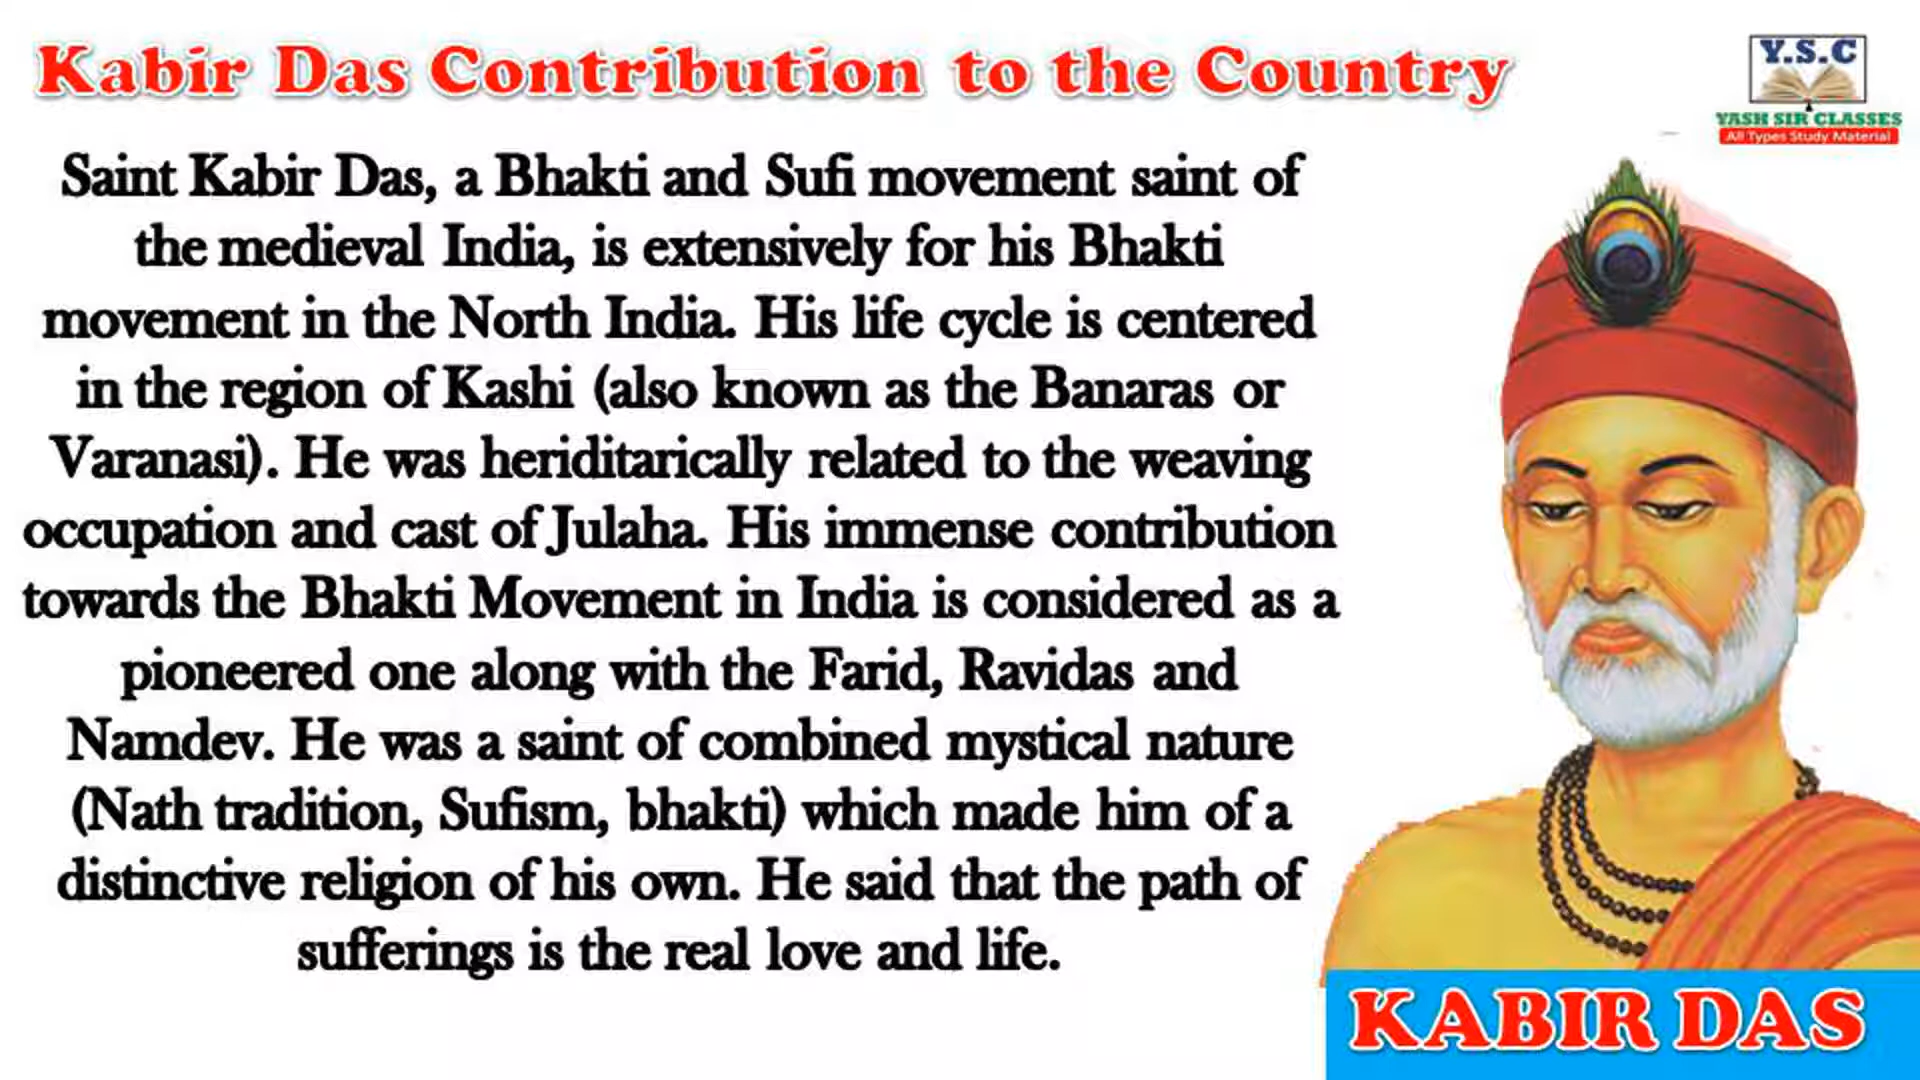 Kabir Das Contribution to the Country
Y.S.C
YASH SIR CLASSES
All Types Study Material
Saint Kabir Das, a Bhakti and Sufi movement saint of
the medieval India, is extensively for his Bhakti
movement in the North India. His life cycle is centered
in the region of Kashi (also known as the Banaras or
Varanasi). He was heriditarically related to the weaving
occupation and cast of Julaha. His immense contribution
towards the Bhakti Movement in India is considered as a
pioneered one along with the Farid, Ravidas and
Namdev. He was a saint of combined mystical nature
(Nath tradition, Sufism, bhakti) which made him of a
distinctive religion of his own. He said that the path of
sufferings is the real love and life.
KABIR DAS